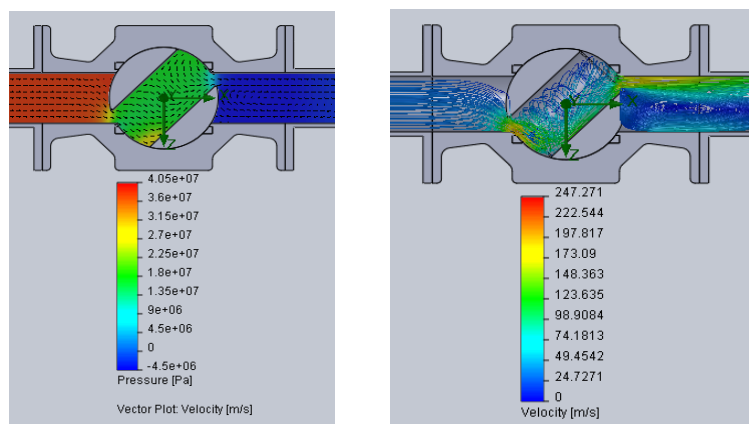 Z
4.05e+07
3.6e+07
3.15e+07
2.7e+07
2.25e+07
1.8e+07
1.35e+07
9e+06
4.5e+06
0
-4.5e+06
Pressure [Pa]
Vector Plot: Velocity [m/s]
Z
247.271
222.544
197.817
173.09
148.363
123.635
98.9084
74.1813
49.4542
24.7271
0
Velocity [m/s]